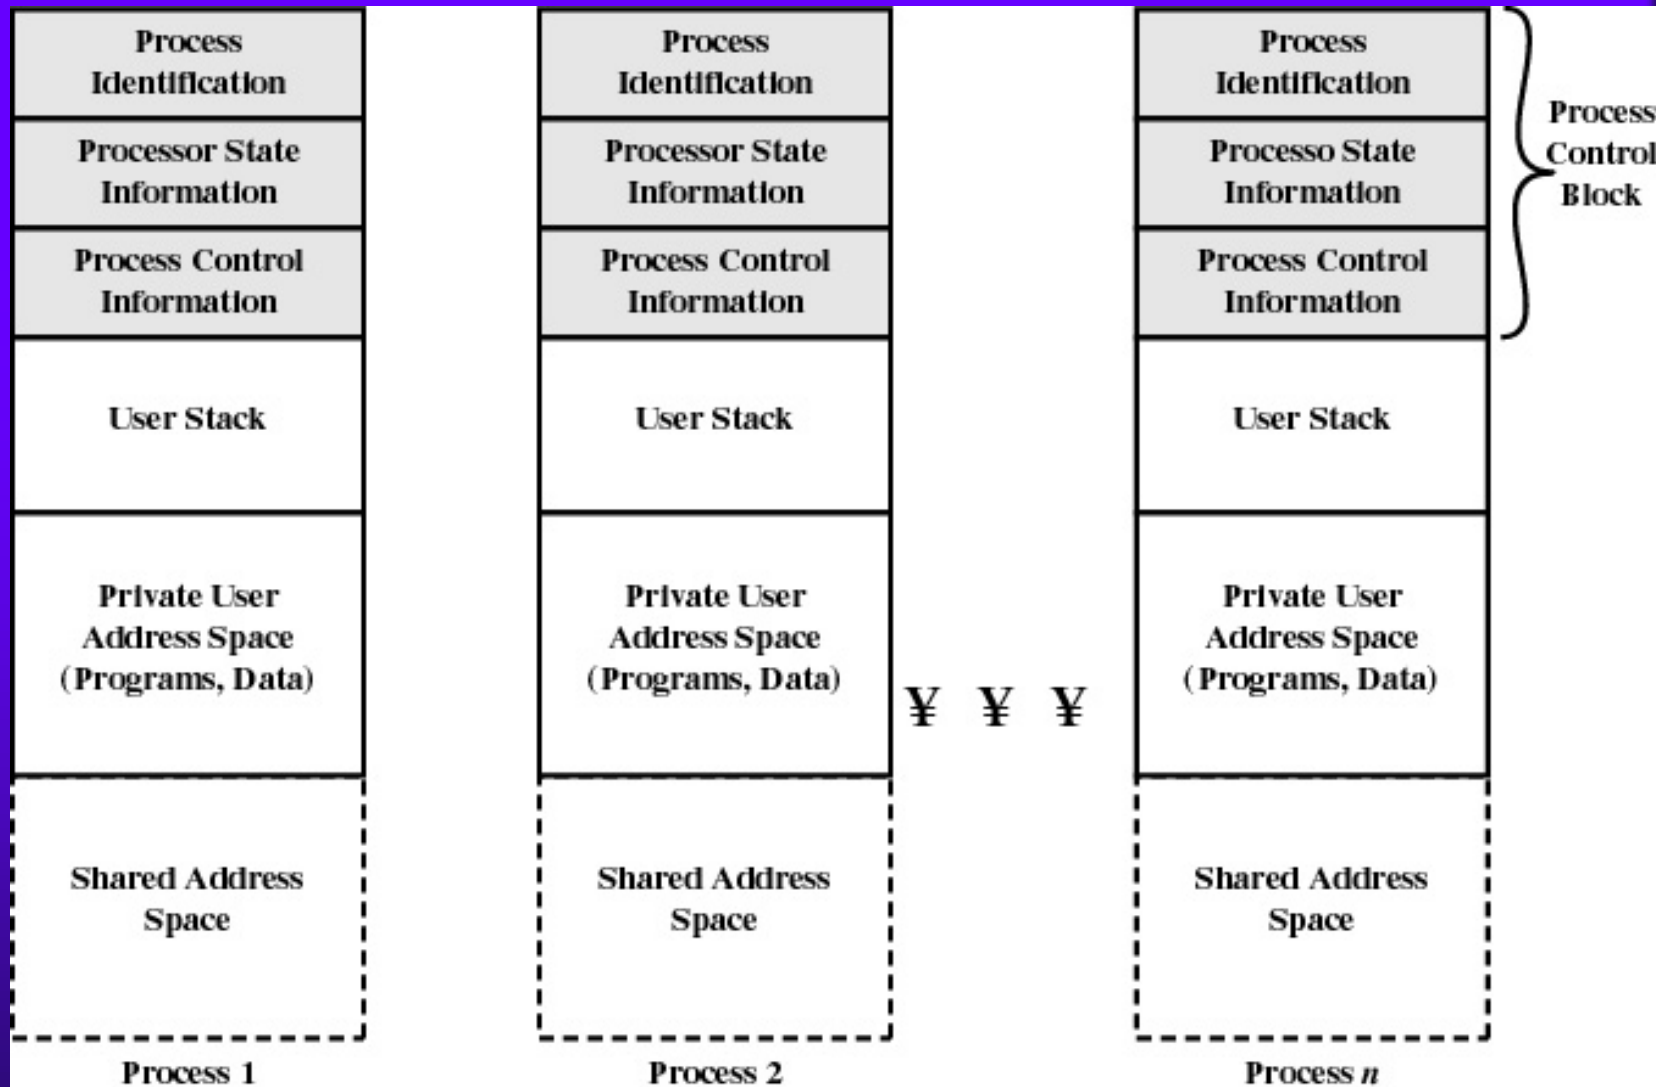 Process
Identification
Processor State
Information
Process Control
Information
User Stack
Private User
Address Space
(Programs, Data)
Shared Address
Space
Process 1
Process
Identification
Processor State
Information
Process Control
Information
User Stack
Private User
Address Space
(Programs, Data)
Shared Address
Space
Process 2
¥ ¥ ¥
Process
Identification
Processo State
Information
Process Control
Information
User Stack
Private User
Address Space
(Programs, Data)
Shared Address
Space
Process n
Process
Control
Block